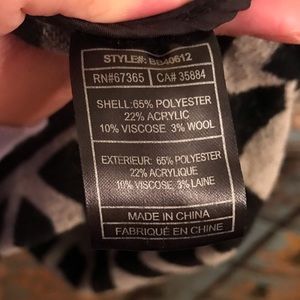 STYLE#: BB40612
RN#67365 CA# 35884
SHELL:65% POLYESTER
22% ACRYLIC
10% VISCOSE 3% WOOL
EXTERIEUR: 65% POLYESTER
22% ACRYLIQUE
10% VISCOSE 3% LAINE
MADE IN CHINA
FABRIQUÉ EN CHINE